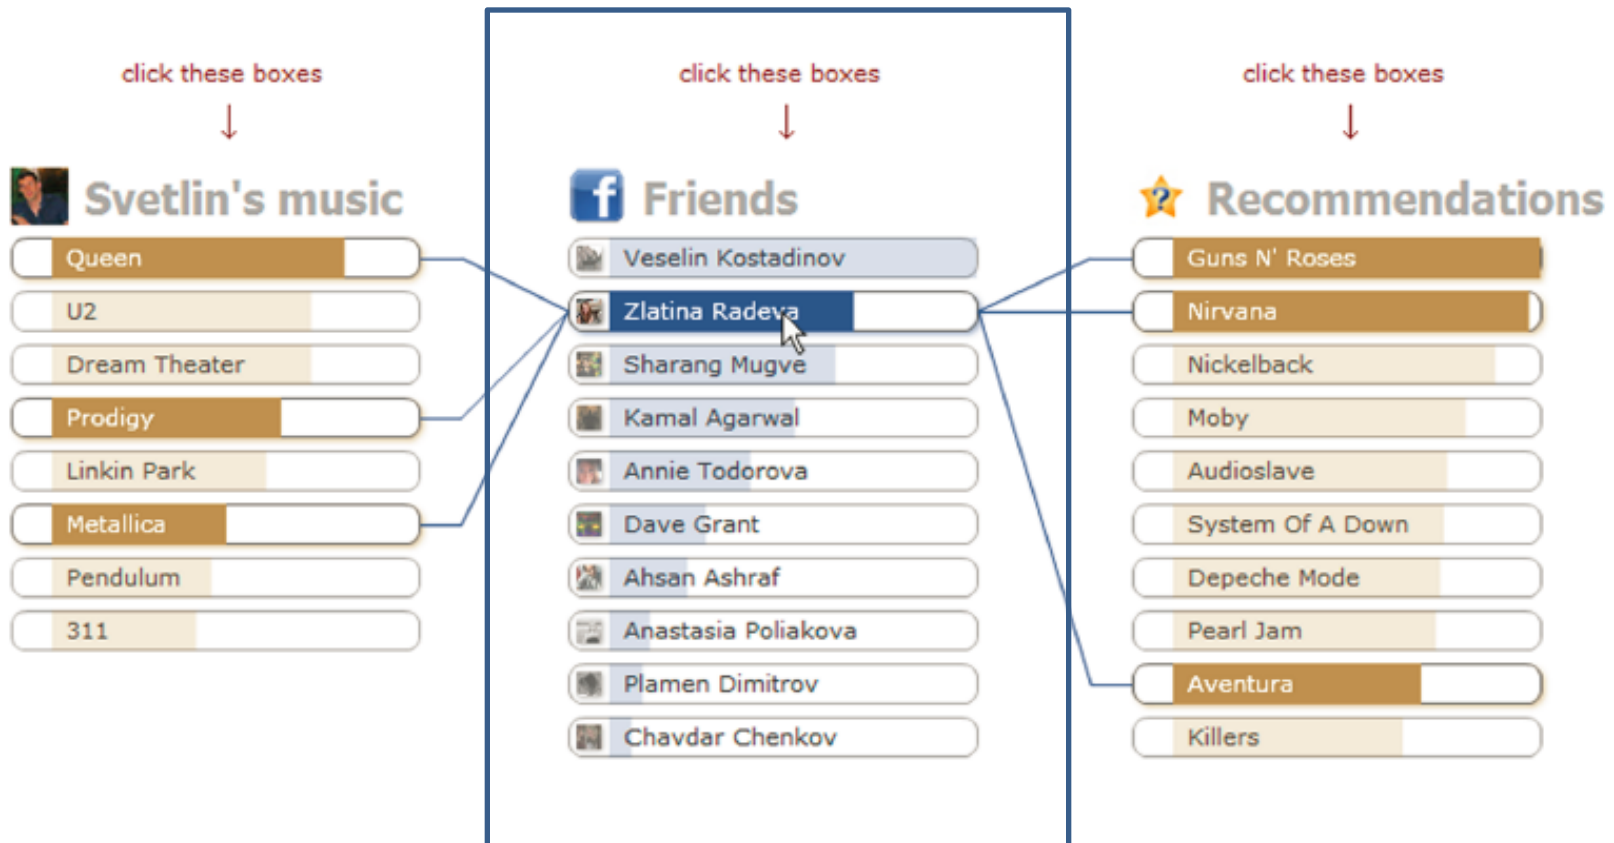 click these boxes
↓
Svetlin's music
Queen
U2
Dream Theater
Prodigy
Linkin Park
Metallica
Pendulum
311
click these boxes
↓
f Friends
Veselin Kostadinov
Zlatina Radeva
Sharang Mugve
Kamal Agarwal
Annie Todorova
Dave Grant
Ahsan Ashraf
Anastasia Poliakova
Plamen Dimitrov
Chavdar Chenkov
click these boxes
↓
? Recommendations
Guns N' Roses
Nirvana
Nickelback
Moby
Audioslave
System Of A Down
Depeche Mode
Pearl Jam
Aventura
Killers